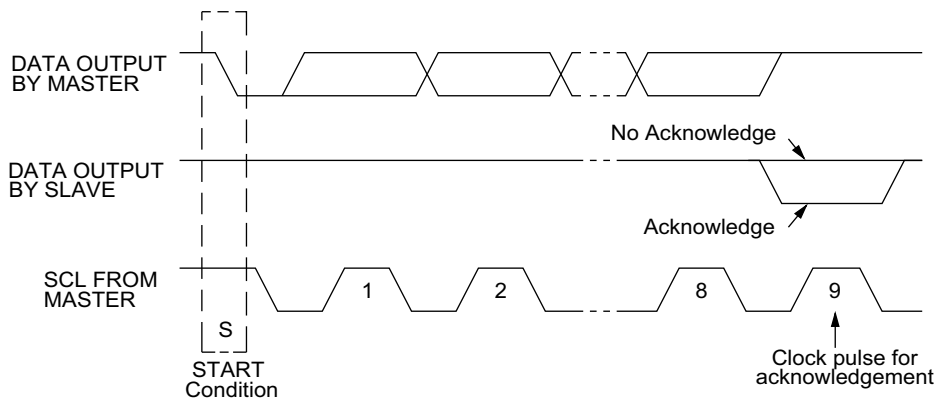 DATA OUTPUT
BY MASTER
No Acknowledge
DATA OUTPUT
BY SLAVE
Acknowledge
SCL FROM
MASTER
1
2
8
9
S
START
Condition
Clock pulse for
acknowledgement